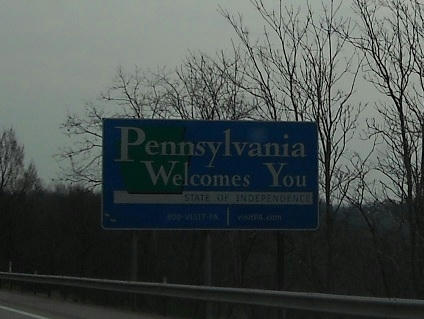 Pennsylvania
Welcomes You
STATE OF INDEPENDENCE
800-VISIT-PA visitPA.com